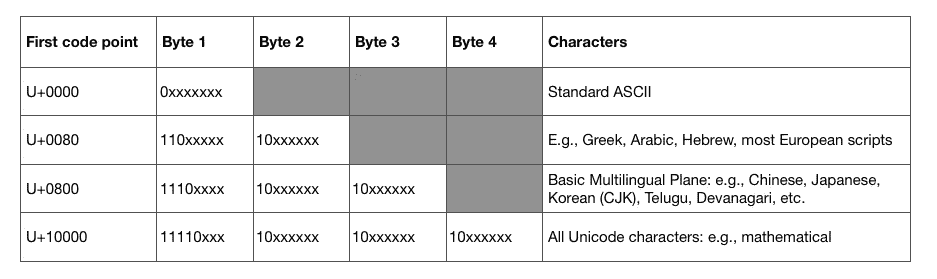 First code point Byte 1 Byte 2 Byte 3 Byte 4 Characters
U+0000 0xxxxxxx Standard ASCII
U+0080 110xxxxx 10xxxxxx E.g., Greek, Arabic, Hebrew, most European scripts
U+0800 1110xxxx 10xxxxxx 10xxxxxx Basic Multilingual Plane: e.g., Chinese, Japanese,
Korean (CJK), Telugu, Devanagari, etc.
U+10000 11110xxx 10xxxxxx 10xxxxxx 10xxxxxx All Unicode characters: e.g., mathematical